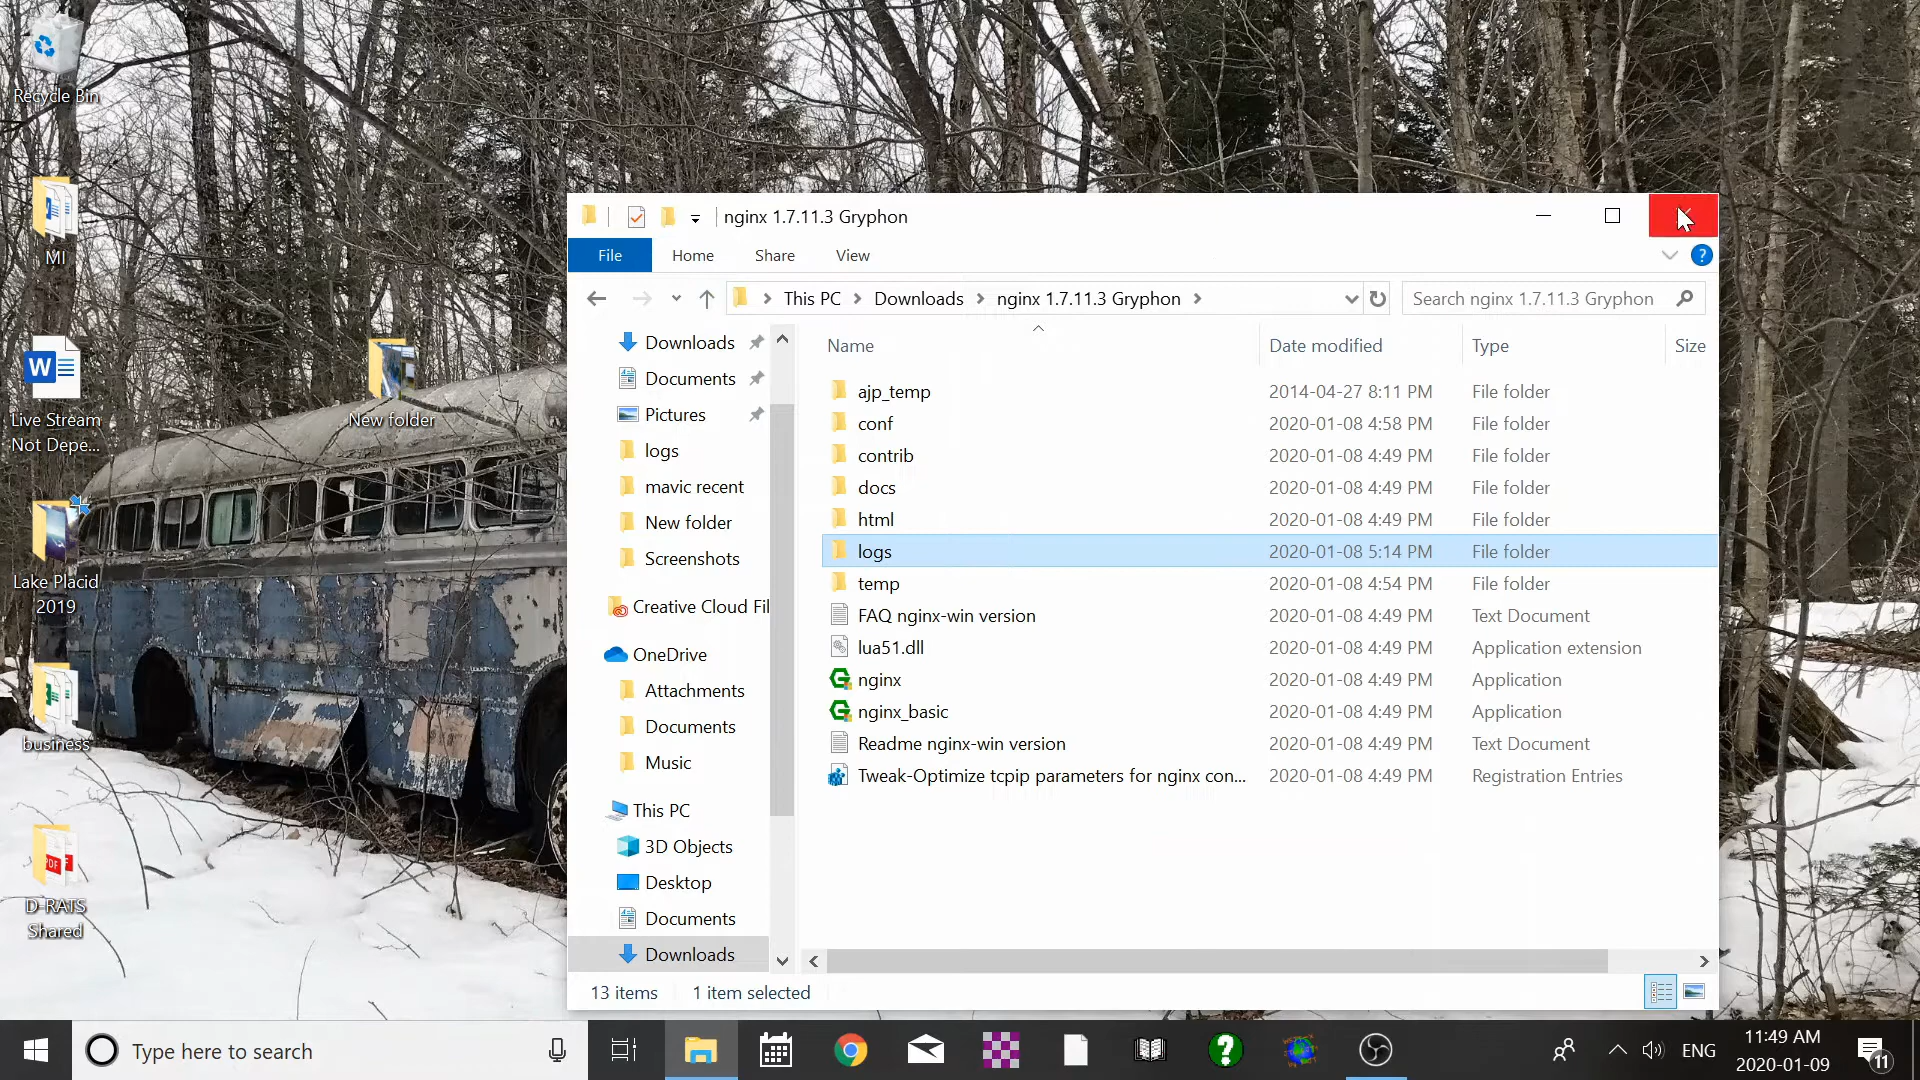 Recycle Bin
MI
Live Stream
Not Depe...
Lake Placid
2019
business
D-RATS
Shared
New folder
nginx 1.7.11.3 Gryphon
File
Home
Share
View
?
This PC
Downloads
nginx 1.7.11.3 Gryphon
Search nginx 1.7.11.3 Gryphon
Downloads
Documents
Pictures
logs
mavic recent
New folder
Screenshots
Creative Cloud Fil
OneDrive
Attachments
Documents
Music
This PC
3D Objects
Desktop
Documents
Downloads
Name Date modified Type Size
ajp_temp 2014-04-27 8:11 PM File folder
conf 2020-01-08 4:58 PM File folder
contrib 2020-01-08 4:49 PM File folder
docs 2020-01-08 4:49 PM File folder
html 2020-01-08 4:49 PM File folder
logs 2020-01-08 5:14 PM File folder
temp 2020-01-08 4:54 PM File folder
FAQ nginx-win version 2020-01-08 4:49 PM Text Document
lua51.dll 2020-01-08 4:49 PM Application extension
nginx 2020-01-08 4:49 PM Application
nginx_basic 2020-01-08 4:49 PM Application
Readme nginx-win version 2020-01-08 4:49 PM Text Document
Tweak-Optimize tcpip parameters for nginx con... 2020-01-08 4:49 PM Registration Entries
13 items 1 item selected
Type here to search
ENG
11:49 AM
2020-01-09
11